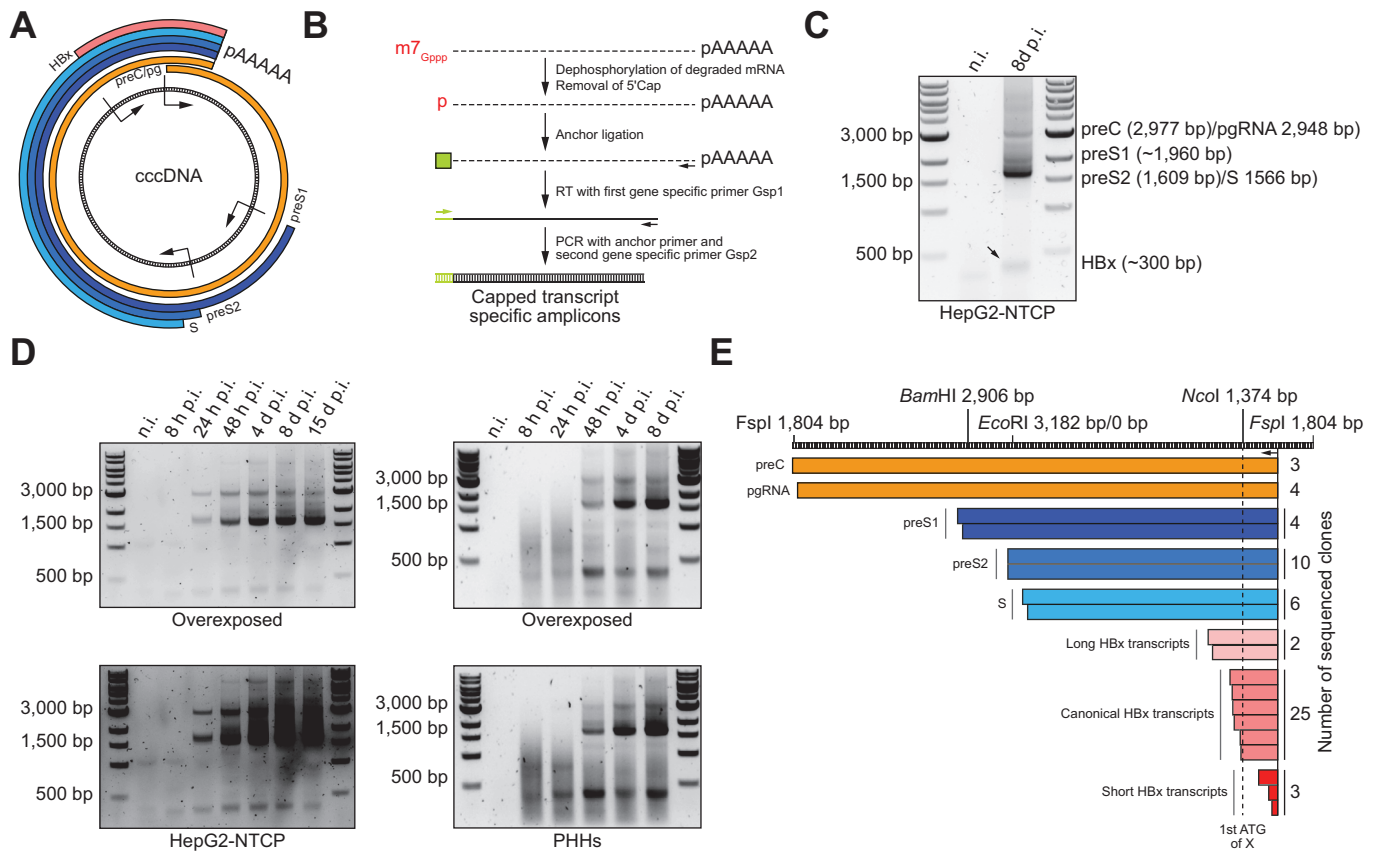 A
HBx
pAAAAA
preC/pg
cccDNA
preS1
preS2
S
B
m7Gppp
pAAAAA
Dephosphorylation of degraded mRNA
Removal of 5'Cap
p
pAAAAA
Anchor ligation
pAAAAA
RT with first gene specific primer Gsp1
PCR with anchor primer and
second gene specific primer Gsp2
Capped transcript
specific amplicons
C
n.i.
8d p.i.
3,000 bp
1,500 bp
500 bp
preC (2,977 bp)/pgRNA 2,948 bp)
preS1 (~1,960 bp)
preS2 (1,609 bp)/S 1566 bp)
HBx (~300 bp)
HepG2-NTCP
D
n.i.
8 h p.i.
24 h p.i.
48 h p.i.
4 d p.i.
8 d p.i.
15 d p.i.
3,000 bp
1,500 bp
500 bp
Overexposed
3,000 bp
1,500 bp
500 bp
HepG2-NTCP
n.i.
8 h p.i.
24 h p.i.
48 h p.i.
4 d p.i.
8 d p.i.
3,000 bp
1,500 bp
500 bp
Overexposed
3,000 bp
1,500 bp
500 bp
PHHs
E
BamHI 2,906 bp
NcoI 1,374 bp
FspI 1,804 bp
EcoRI 3,182 bp/0 bp
FspI 1,804 bp
preC
3
pgRNA
4
preS1
4
preS2
10
S
6
Long HBx transcripts
2
Canonical HBx transcripts
25
Short HBx transcripts
3
Number of sequenced clones
1st ATG
of X